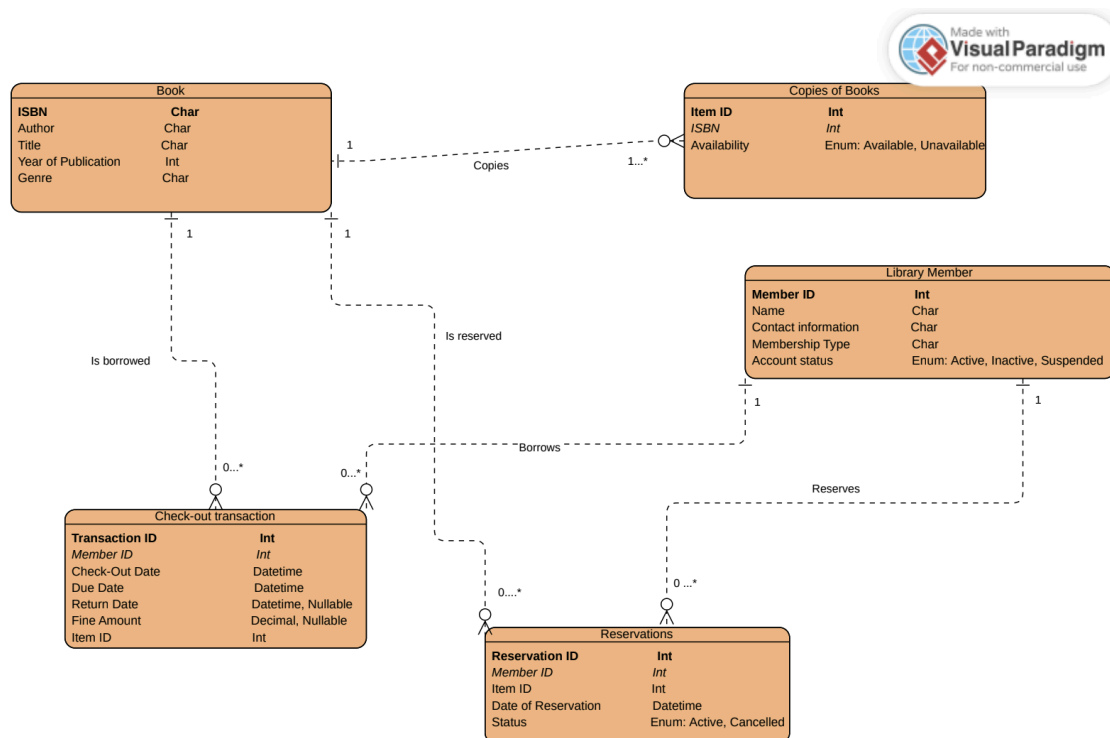 Made with
Visual Paradigm
For non-commercial use
Book
ISBN Char
Author Char
Title Char
Year of Publication Int
Genre Char
Copies of Books
Item ID Int
ISBN Int
Availability Enum: Available, Unavailable
1
1...*
Copies
1
1
Library Member
Member ID Int
Name Char
Contact information Char
Membership Type Char
Account status Enum: Active, Inactive, Suspended
Is reserved
Is borrowed
1
1
Borrows
0...*
0...*
Reserves
Check-out transaction
Transaction ID Int
Member ID Int
Check-Out Date Datetime
Due Date Datetime
Return Date Datetime, Nullable
Fine Amount Decimal, Nullable
Item ID Int
0....*
0 ...*
Reservations
Reservation ID Int
Member ID Int
Item ID Int
Date of Reservation Datetime
Status Enum: Active, Cancelled